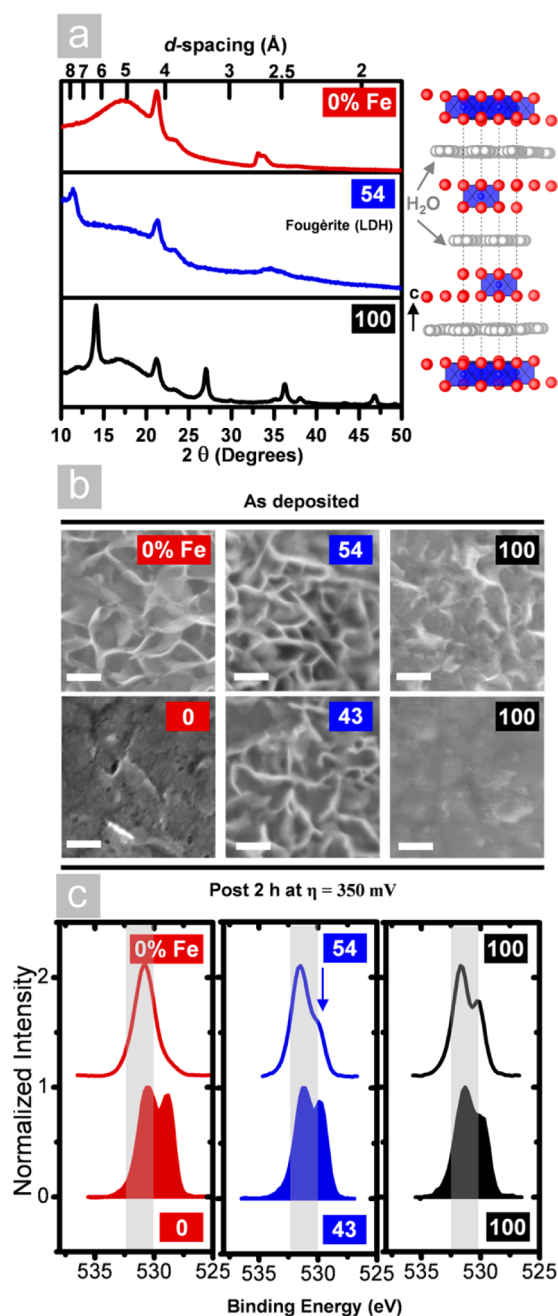 a
d-spacing (Å)
8 7 6 5 4 3 2.5 2
0% Fe
54
Fougèrite (LDH)
100
H₂O
c
10 15 20 25 30 35 40 45 50
2 θ (Degrees)
b
As deposited
0% Fe 54 100
0 43 100
Post 2 h at η = 350 mV
c
0% Fe 54 100
2
1
0
Normalized Intensity
0 43 100
535 530 525 535 530 525 535 530 525
Binding Energy (eV)